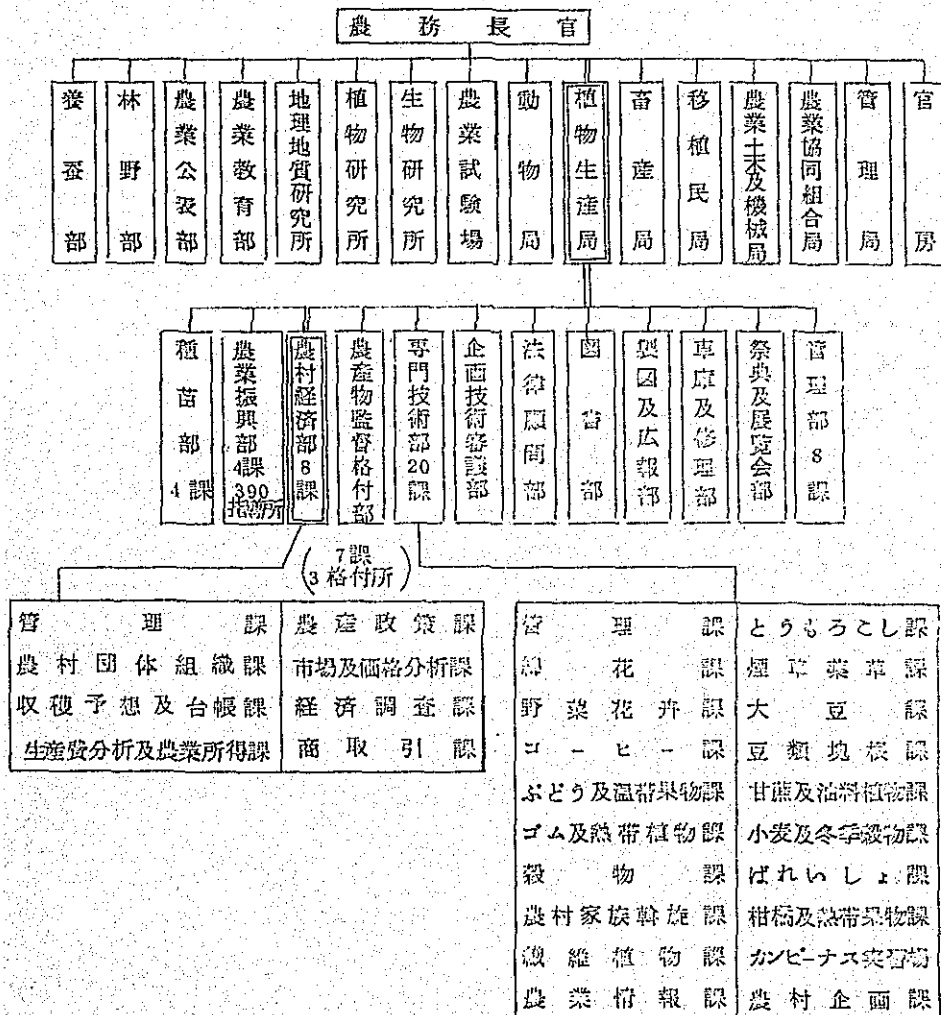 農務長官
養蚕部
林野部
農業公表部
農業教育部
地理地質研究所
植物研究所
生物研究所
農業試験場
動物局
植物生産局
畜産局
移植民局
農業土木及機械局
農業協同組合局
管理局
官房
種苗部4課
農業振興部4課390指導所
農村経済部8課
農産物監督格付部
専門技術部20課
企画技術審議部
法律顧問部
図書部
製図及広報部
車庫及修理部
祭典及展覧会部
管理部8課
(7課
3格付所)
管理課 農産政策課
農村団体組織課 市場及価格分析課
収穫予想及台帳課 経済調査課
生産費分析及農業所得課 商取引課
管理課 とうもろこし課
綿花課 煙草葉草課
野菜花卉課 大豆課
コーヒー課 豆類塊根課
ぶどう及温帯果物課 甘蔗及油料植物課
ゴム及熱帯植物課 小麦及冬季穀物課
穀物課 ばれいしょ課
農村家族斡旋課 柑橘及熱帯果物課
繊維植物課 カンピーナス実習場
農業情報課 農村企画課